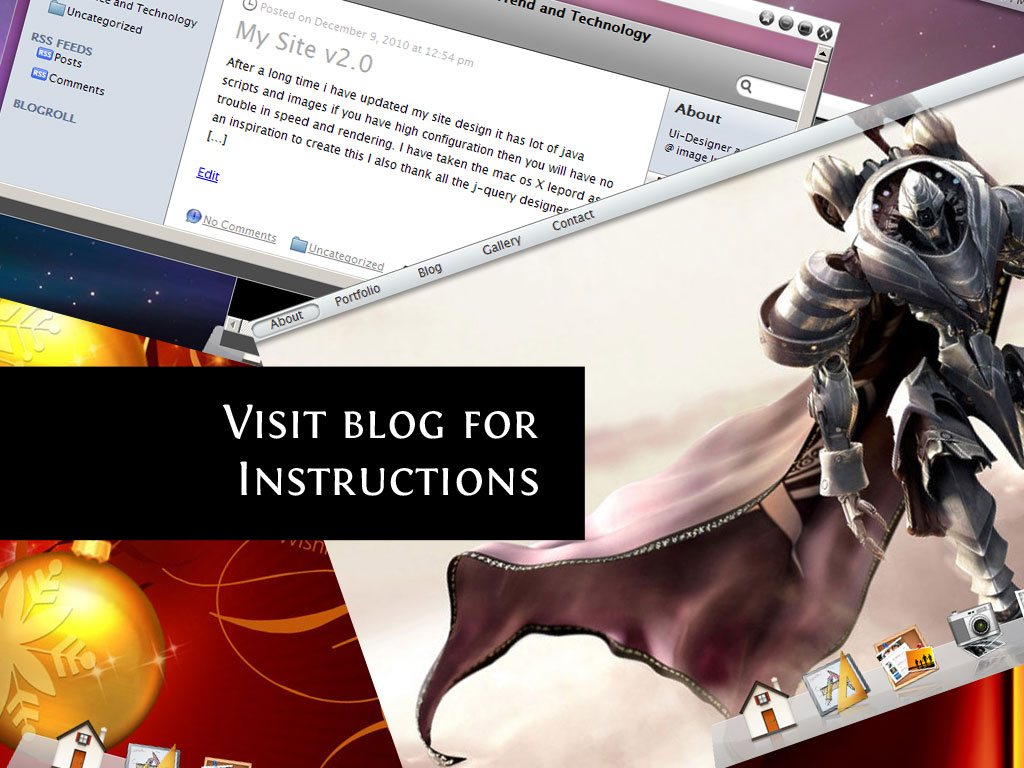 and Technology
Uncategorized
RSS FEEDS
RSS Posts
RSS Comments
BLOGROLL
Trend and Technology
Posted on December 9, 2010 at 12:54 pm
My Site v2.0
After a long time i have updated my site design it has lot of java
scripts and images if you have high configuration then you will have no
trouble in speed and rendering. I have taken the mac os X lepord as
an inspiration to create this I also thank all the j-query designer
[...]
Edit
No Comments
Uncategorized
About
Ui-Designer
@ image
About
Portfolio
Blog
Gallery
Contact
Visit blog for
Instructions